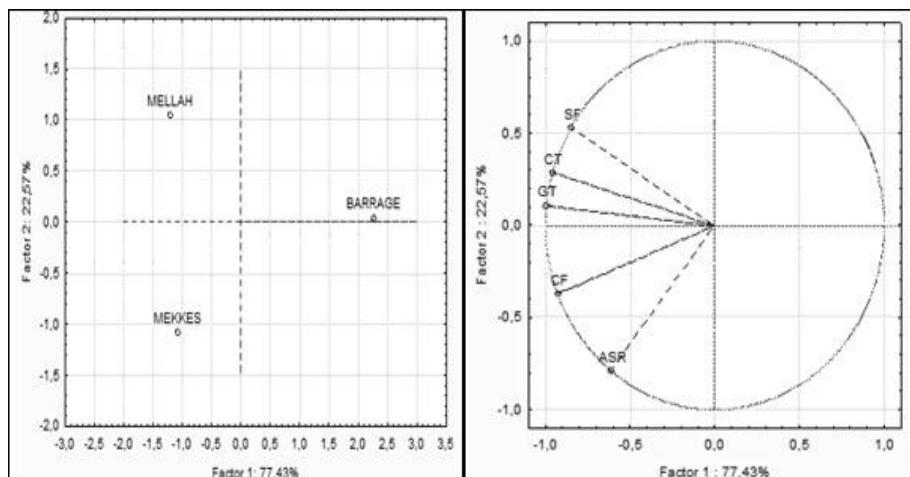 2,0
1,5
1,0
0,5
0,0
-0,5
-1,0
-1,5
-2,0
Factor 2: 22,57%
MELLAH
BARRAGE
MEKKES
-3,0 -2,5 -2,0 -1,5 -1,0 -0,5 0,0 0,5 1,0 1,5 2,0 2,5 3,0 3,5
Factor 1: 77,43%
1,0
0,5
0,0
-0,5
-1,0
Factor 2 : 22,57%
SF
CT
GT
CF
ASR
-1,0 -0,5 0,0 0,5 1,0
Factor 1 : 77,43%